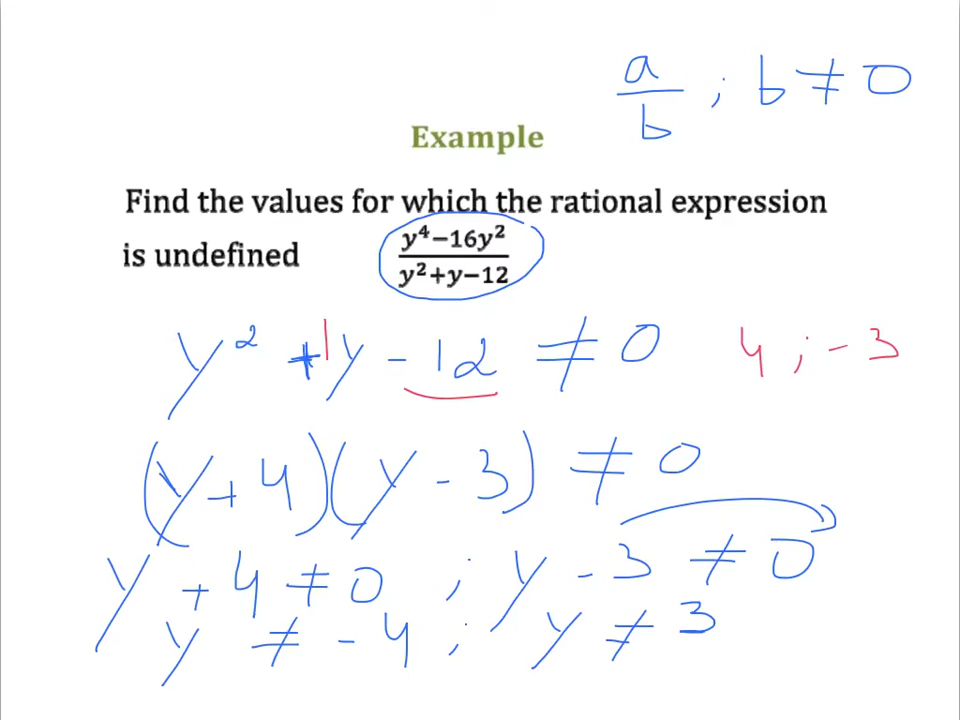 a/b ; b ≠ 0
Example
Find the values for which the rational expression
is undefined (y⁴−16y²)/(y²+y−12)
y² +1y - 12 ≠ 0 4 ; -3
(y + 4)(y - 3) ≠ 0
y + 4 ≠ 0 ; y - 3 ≠ 0
y ≠ -4 ; y ≠ 3